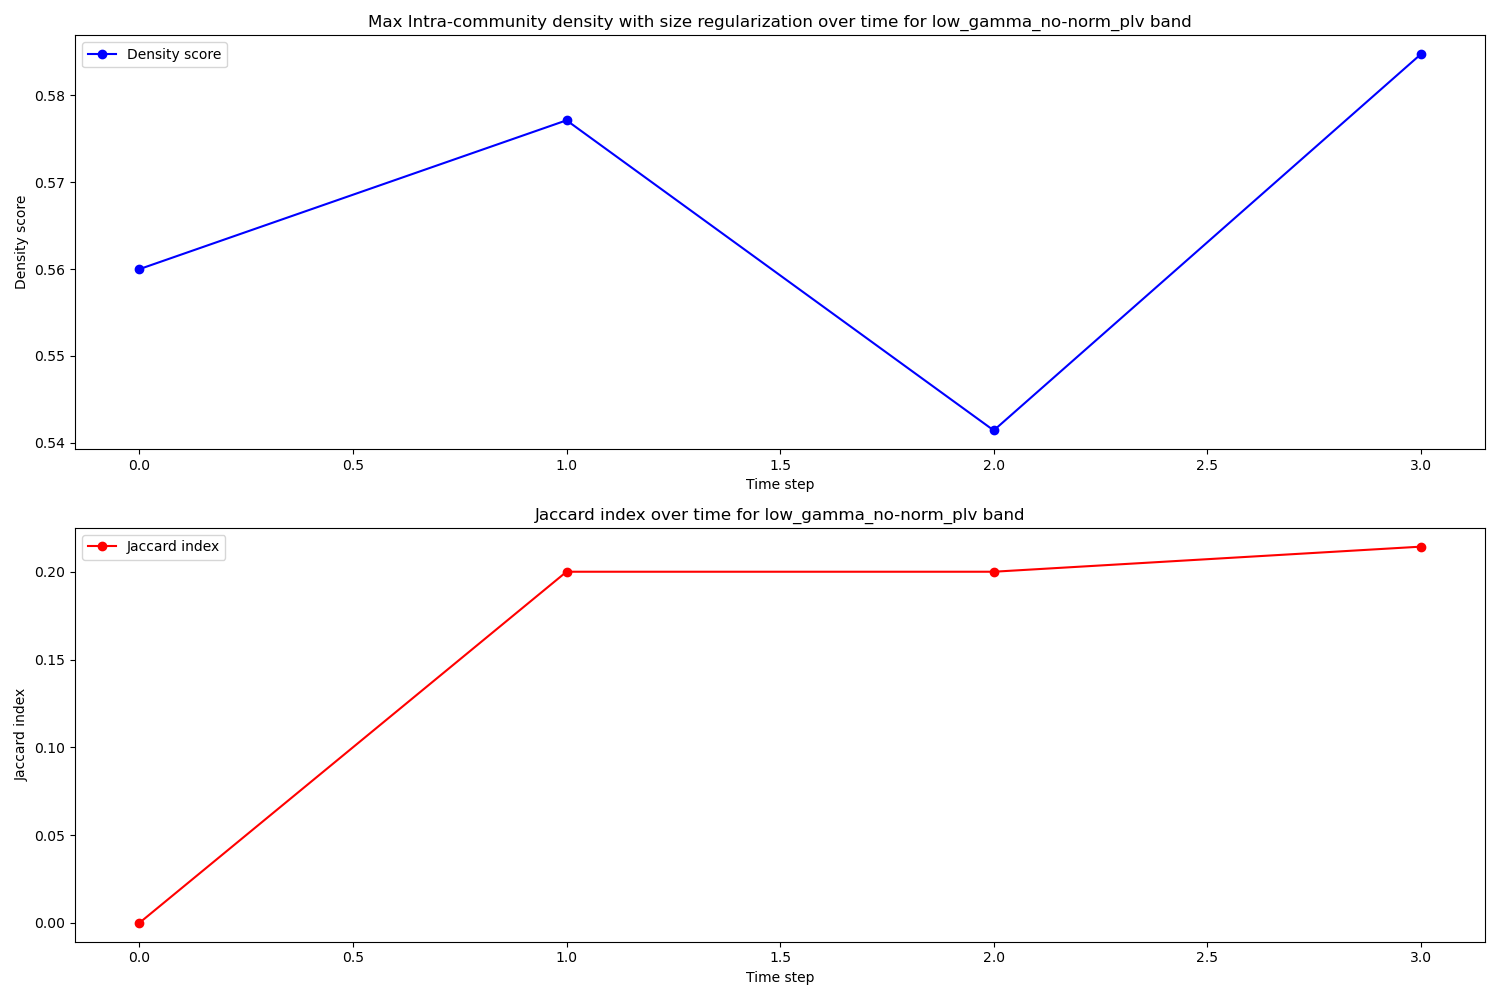 Max Intra-community density with size regularization over time for low_gamma_no-norm_plv band
Density score
Density score
0.58
0.57
0.56
0.55
0.54
0.0 0.5 1.0 1.5 2.0 2.5 3.0
Time step
Jaccard index over time for low_gamma_no-norm_plv band
Jaccard index
Jaccard index
0.20
0.15
0.10
0.05
0.00
0.0 0.5 1.0 1.5 2.0 2.5 3.0
Time step